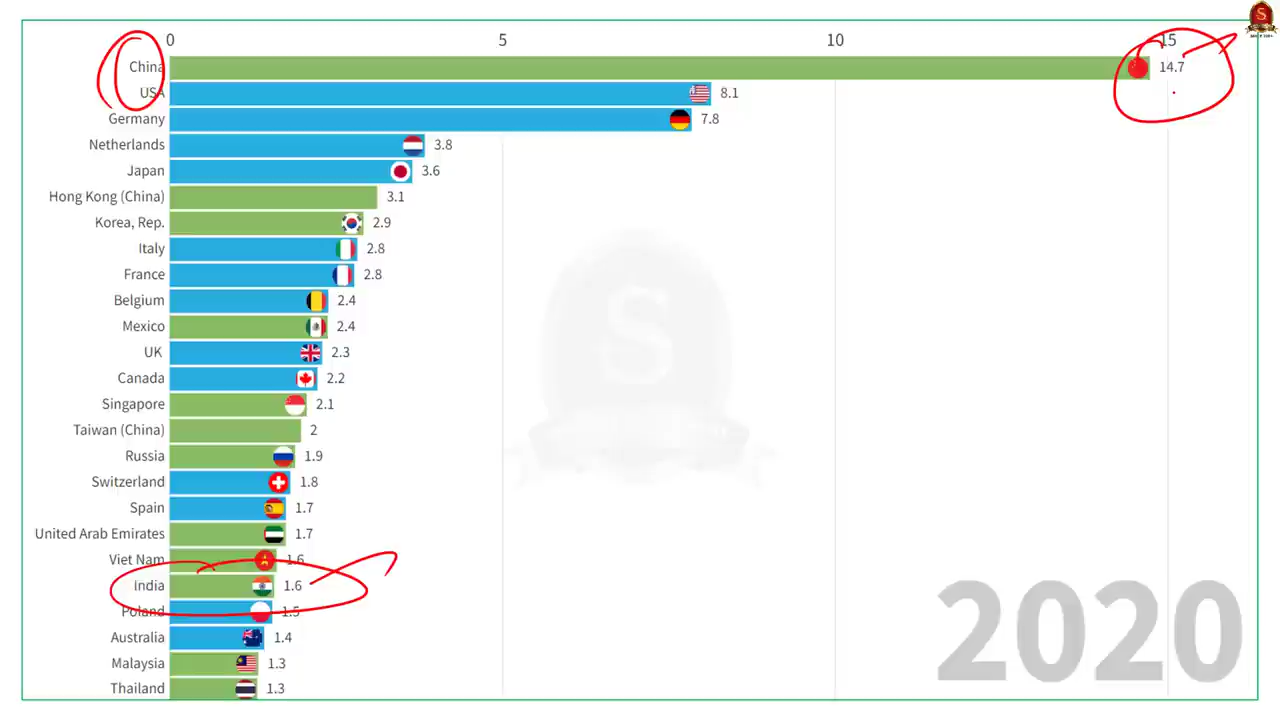 0 5 10 15
China 14.7
USA 8.1
Germany 7.8
Netherlands 3.8
Japan 3.6
Hong Kong (China) 3.1
Korea, Rep. 2.9
Italy 2.8
France 2.8
Belgium 2.4
Mexico 2.4
UK 2.3
Canada 2.2
Singapore 2.1
Taiwan (China) 2
Russia 1.9
Switzerland 1.8
Spain 1.7
United Arab Emirates 1.7
Viet Nam 1.6
India 1.6
Poland 1.5
Australia 1.4
Malaysia 1.3
Thailand 1.3
2020
S
S